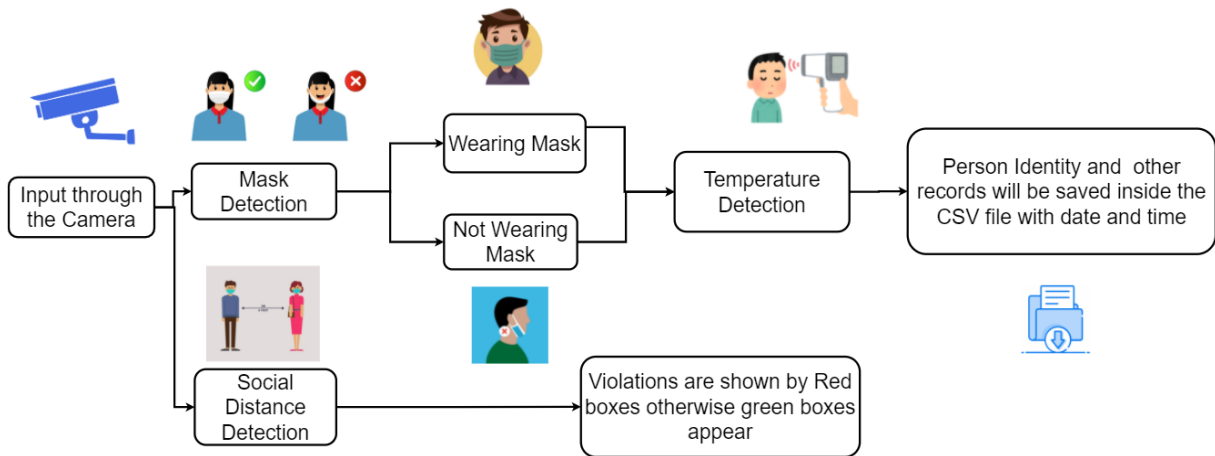 Input through
the Camera
Mask
Detection
Wearing Mask
Not Wearing
Mask
Temperature
Detection
Person Identity and other
records will be saved inside the
CSV file with date and time
Social
Distance
Detection
Violations are shown by Red
boxes otherwise green boxes
appear